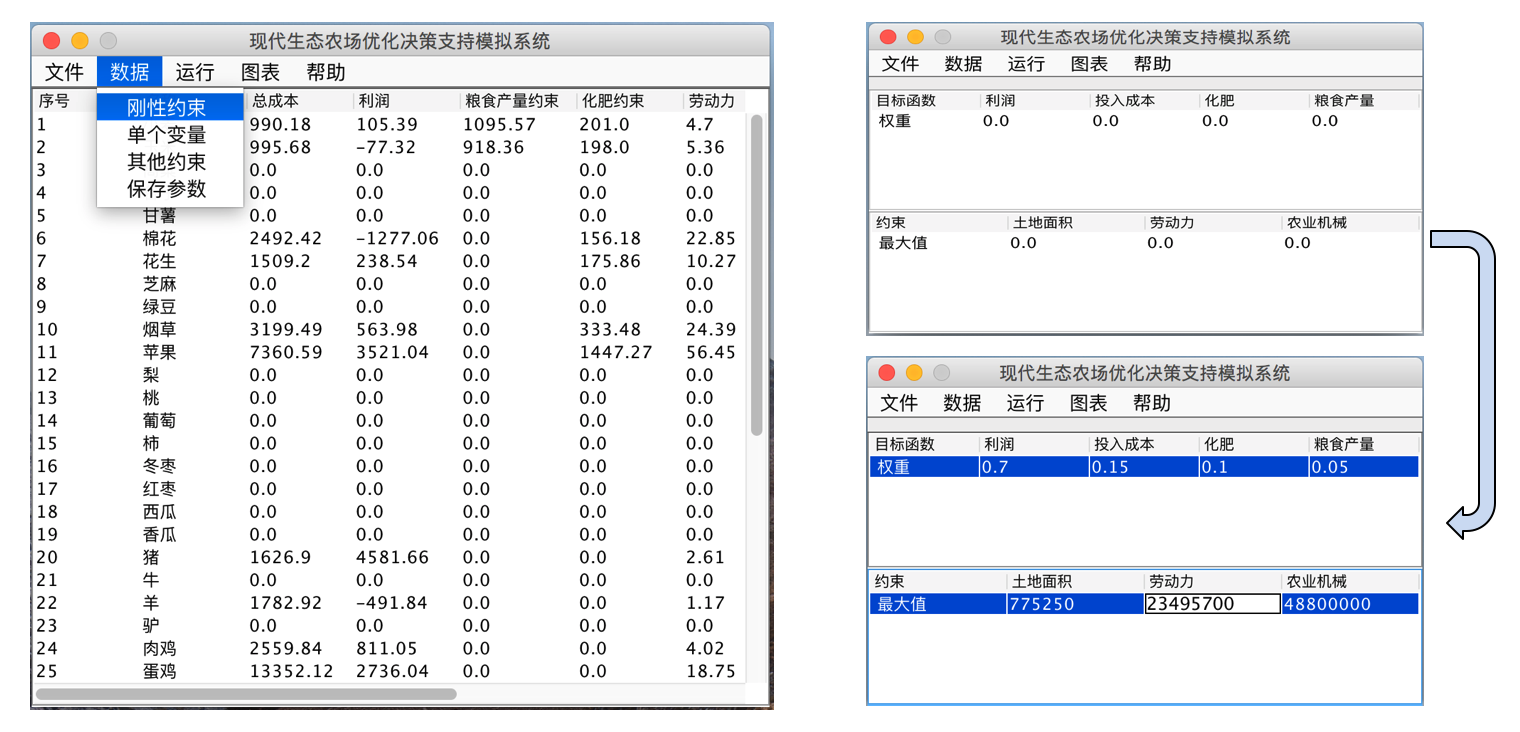 现代生态农场优化决策支持模拟系统
文件 数据 运行 图表 帮助
序号 总成本 利润 粮食产量约束 化肥约束 劳动力
刚性约束
单个变量
其他约束
保存参数
1 990.18 105.39 1095.57 201.0 4.7
2 995.68 -77.32 918.36 198.0 5.36
3 0.0 0.0 0.0 0.0 0.0
4 0.0 0.0 0.0 0.0 0.0
5 甘薯 0.0 0.0 0.0 0.0 0.0
6 棉花 2492.42 -1277.06 0.0 156.18 22.85
7 花生 1509.2 238.54 0.0 175.86 10.27
8 芝麻 0.0 0.0 0.0 0.0 0.0
9 绿豆 0.0 0.0 0.0 0.0 0.0
10 烟草 3199.49 563.98 0.0 333.48 24.39
11 苹果 7360.59 3521.04 0.0 1447.27 56.45
12 梨 0.0 0.0 0.0 0.0 0.0
13 桃 0.0 0.0 0.0 0.0 0.0
14 葡萄 0.0 0.0 0.0 0.0 0.0
15 柿 0.0 0.0 0.0 0.0 0.0
16 冬枣 0.0 0.0 0.0 0.0 0.0
17 红枣 0.0 0.0 0.0 0.0 0.0
18 西瓜 0.0 0.0 0.0 0.0 0.0
19 香瓜 0.0 0.0 0.0 0.0 0.0
20 猪 1626.9 4581.66 0.0 0.0 2.61
21 牛 0.0 0.0 0.0 0.0 0.0
22 羊 1782.92 -491.84 0.0 0.0 1.17
23 驴 0.0 0.0 0.0 0.0 0.0
24 肉鸡 2559.84 811.05 0.0 0.0 4.02
25 蛋鸡 13352.12 2736.04 0.0 0.0 18.75
现代生态农场优化决策支持模拟系统
文件 数据 运行 图表 帮助
目标函数 利润 投入成本 化肥 粮食产量
权重 0.0 0.0 0.0 0.0
约束 土地面积 劳动力 农业机械
最大值 0.0 0.0 0.0
现代生态农场优化决策支持模拟系统
文件 数据 运行 图表 帮助
目标函数 利润 投入成本 化肥 粮食产量
权重 0.7 0.15 0.1 0.05
约束 土地面积 劳动力 农业机械
最大值 775250 23495700 48800000